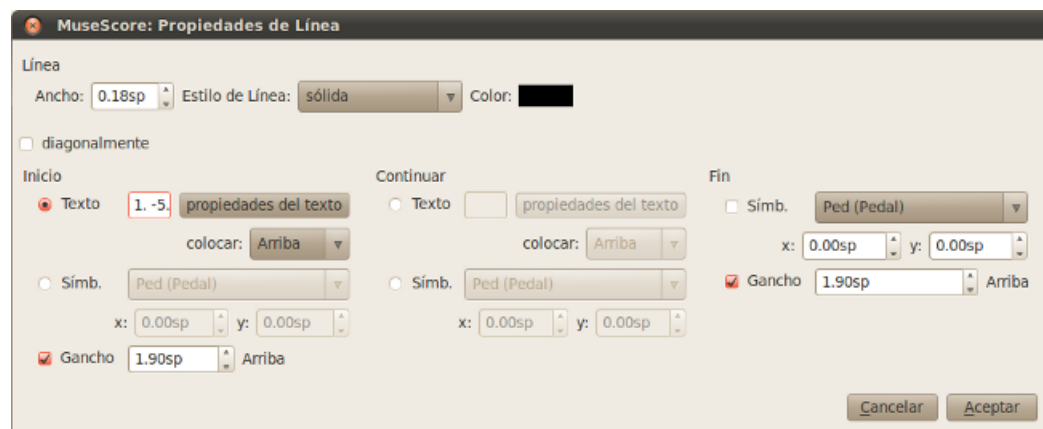 MuseScore: Propiedades de Línea
Línea
Ancho: 0.18sp Estilo de Línea: sólida Color:
diagonalmente
Inicio Continuar Fin
Texto 1. -5. propiedades del texto Texto propiedades del texto Símb. Ped (Pedal)
colocar: Arriba colocar: Arriba x: 0.00sp y: 0.00sp
Símb. Ped (Pedal) Símb. Ped (Pedal) Gancho 1.90sp Arriba
x: 0.00sp y: 0.00sp x: 0.00sp y: 0.00sp
Gancho 1.90sp Arriba
Cancelar Aceptar